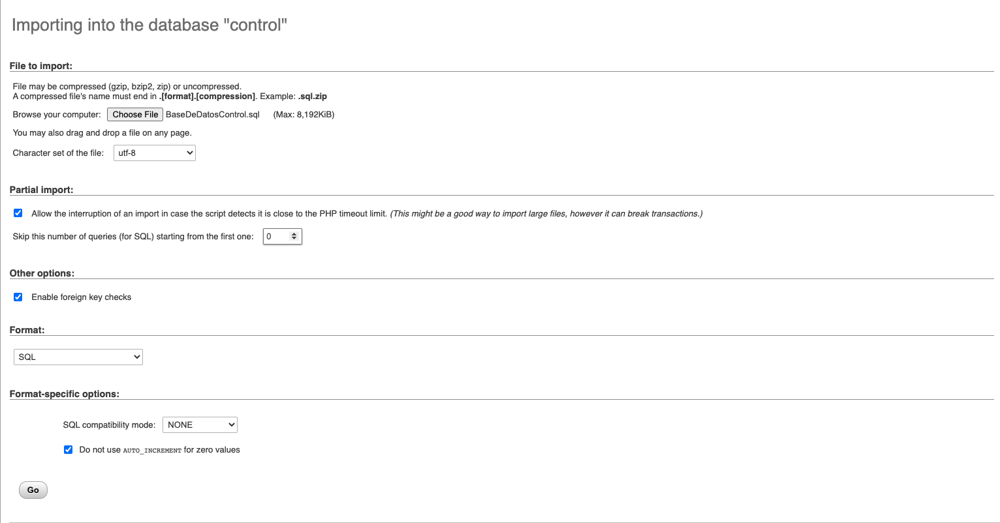 Importing into the database "control"
File to import:
File may be compressed (gzip, bzip2, zip) or uncompressed.
A compressed file's name must end in .[format].[compression]. Example: .sql.zip
Browse your computer: Choose File BaseDeDatosControl.sql (Max: 8,192KiB)
You may also drag and drop a file on any page.
Character set of the file: utf-8
Partial import:
Allow the interruption of an import in case the script detects it is close to the PHP timeout limit. (This might be a good way to import large files, however it can break transactions.)
Skip this number of queries (for SQL) starting from the first one: 0
Other options:
Enable foreign key checks
Format:
SQL
Format-specific options:
SQL compatibility mode: NONE
Do not use AUTO_INCREMENT for zero values
Go